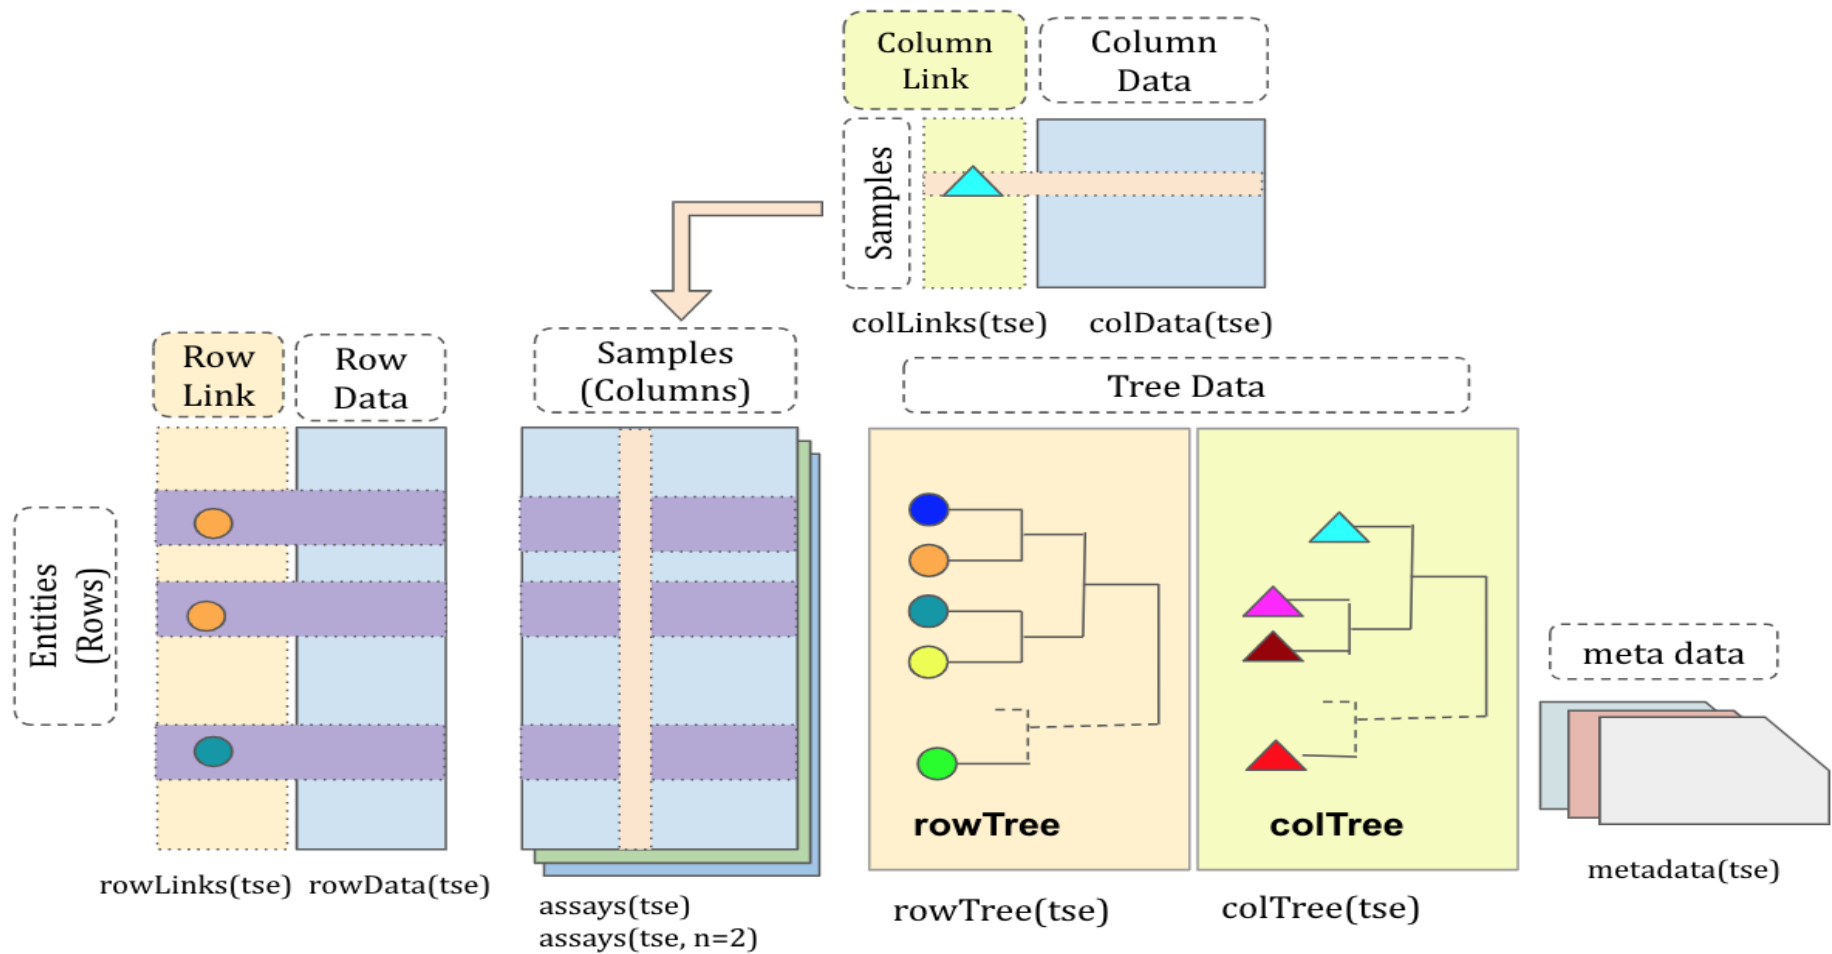 Column
Link
Column
Data
Samples
colLinks(tse)
colData(tse)
Row
Link
Row
Data
Samples
(Columns)
Tree Data
Entities
(Rows)
meta data
rowTree
colTree
rowLinks(tse)
rowData(tse)
assays(tse)
assays(tse, n=2)
rowTree(tse)
colTree(tse)
metadata(tse)